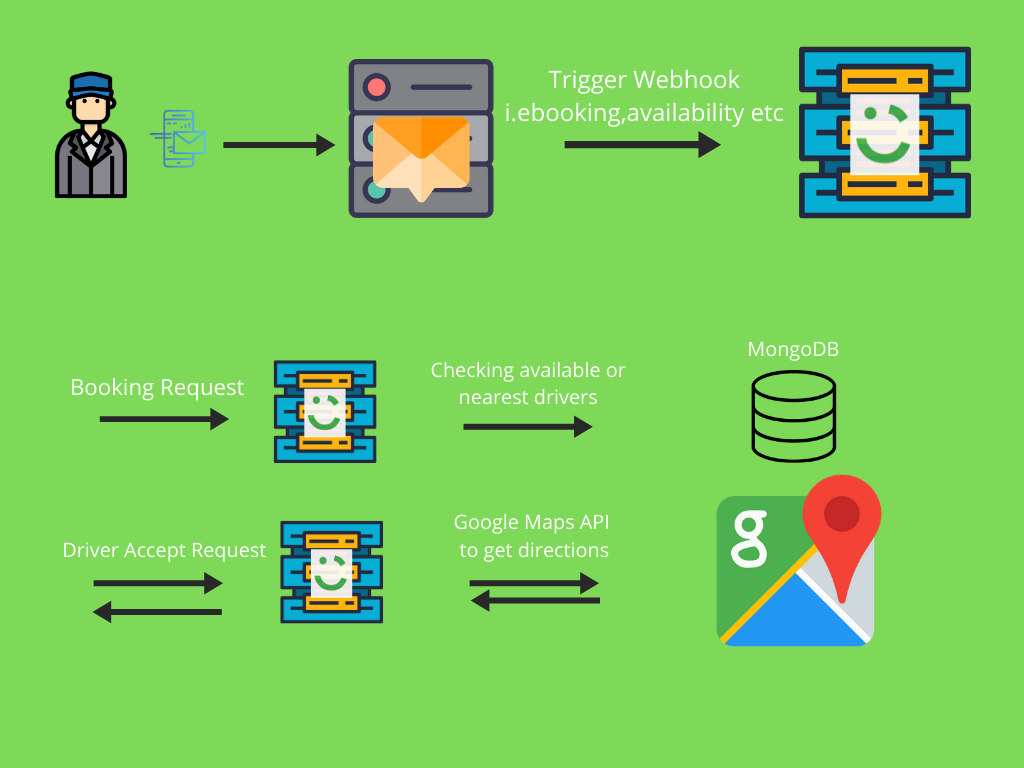 Trigger Webhook
i.ebooking,availability etc
MongoDB
Checking available or
nearest drivers
Booking Request
Google Maps API
to get directions
Driver Accept Request
g